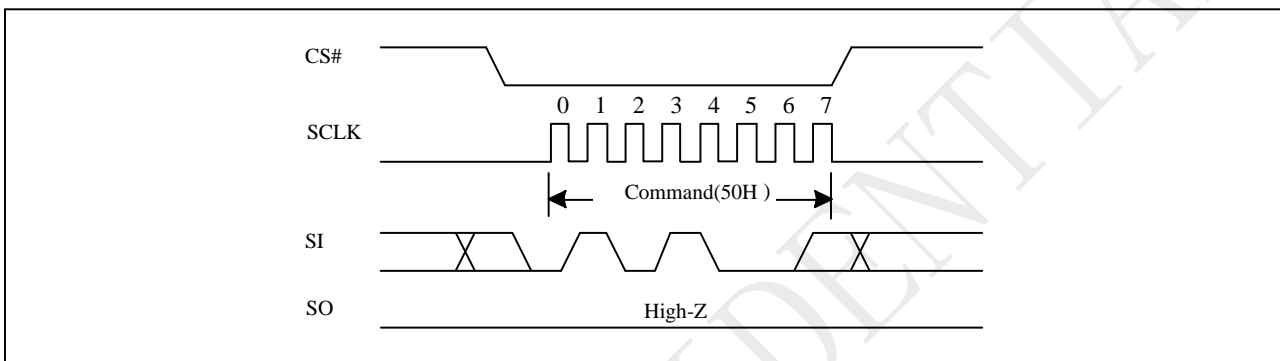 CS#
0 1 2 3 4 5 6 7
SCLK
Command(50H )
SI
SO
High-Z